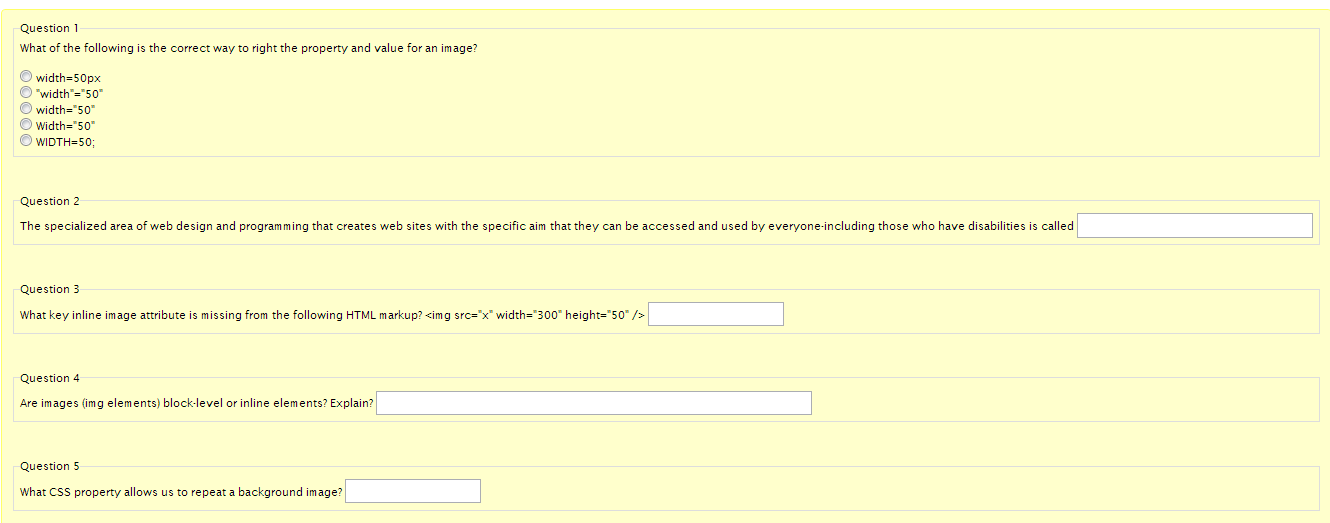 Question 1
What of the following is the correct way to right the property and value for an image?
width=50px
"width"="50"
width="50"
Width="50"
WIDTH=50;
Question 2
The specialized area of web design and programming that creates web sites with the specific aim that they can be accessed and used by everyone-including those who have disabilities is called
Question 3
What key inline image attribute is missing from the following HTML markup? <img src="x" width="300" height="50" />
Question 4
Are images (img elements) block-level or inline elements? Explain?
Question 5
What CSS property allows us to repeat a background image?